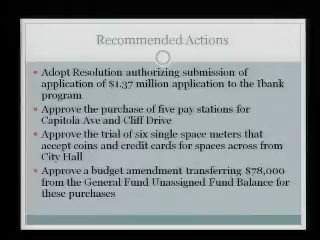 Recommended Actions
• Adopt Resolution authorizing submission of
application of $1.37 million application to the Ibank
program
• Approve the purchase of five pay stations for
Capitola Ave and Cliff Drive
• Approve the trial of six single space meters that
accept coins and credit cards for spaces across from
City Hall
• Approve a budget amendment transferring $78,000
from the General Fund Unassigned Fund Balance for
these purchases